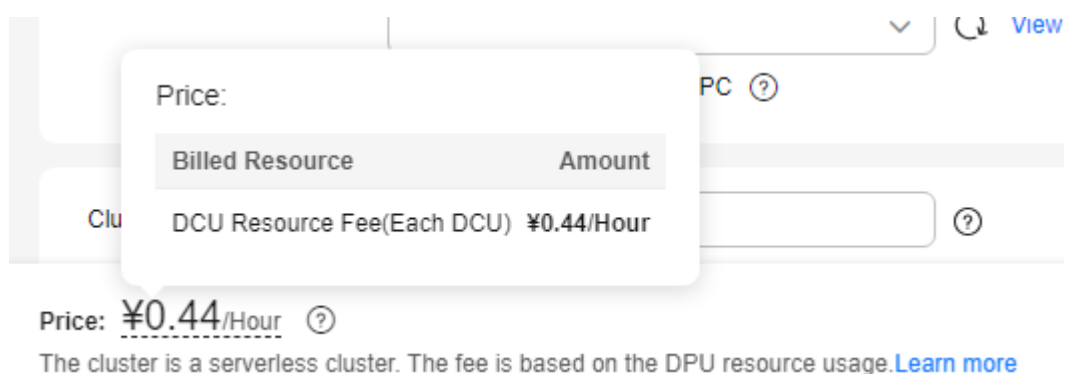 View
PC
Price:
Billed Resource Amount
DCU Resource Fee(Each DCU) ¥0.44/Hour
Clu
Price: ¥0.44/Hour
The cluster is a serverless cluster. The fee is based on the DPU resource usage.Learn more